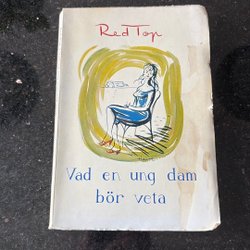 Red Top
Vad en ung dam
bör veta